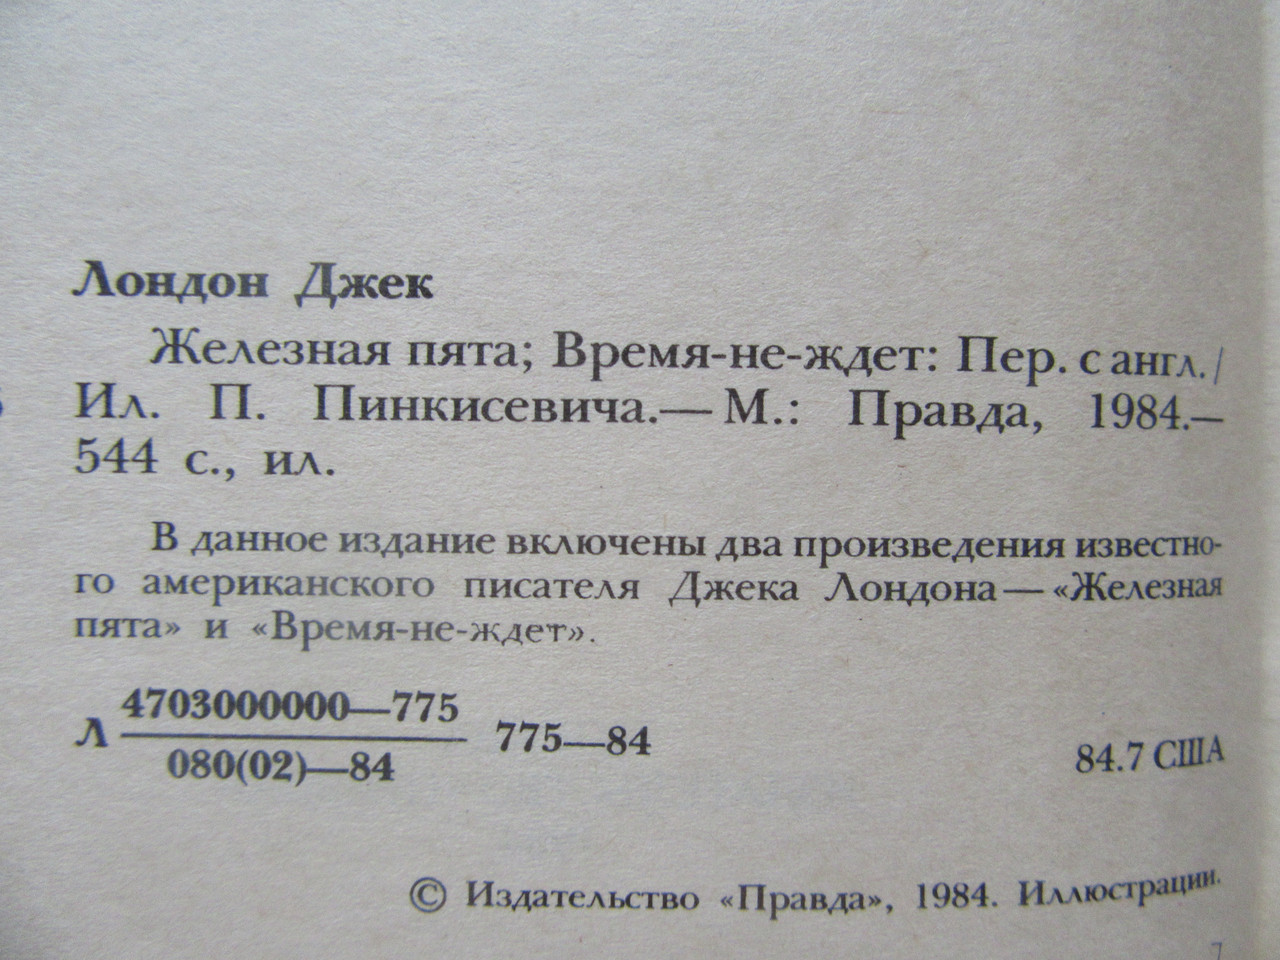 Лондон Джек
Железная пята; Время-не-ждет: Пер. с англ./
Ил. П. Пинкисевича.— М.: Правда, 1984.—
544 с., ил.
В данное издание включены два произведения известно-
го американского писателя Джека Лондона — «Железная
пята» и «Время-не-ждет».
4703000000—775
Л 775—84
080(02)—84
84.7 США
© Издательство «Правда», 1984. Иллюстрации.